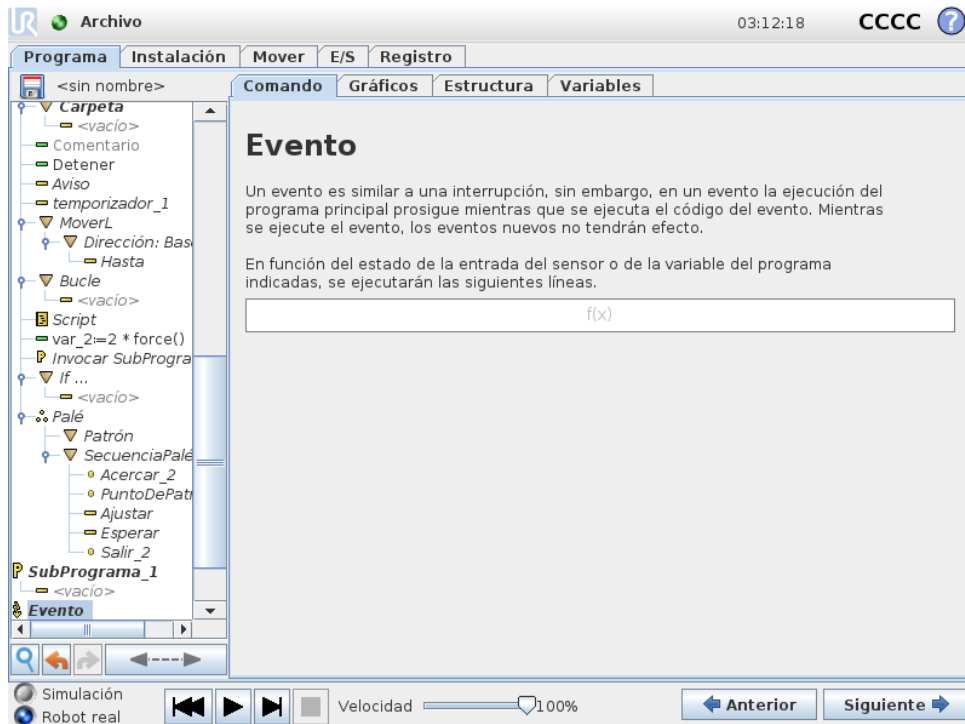 UR Archivo 03:12:18 CCCC ?
Programa Instalación Mover E/S Registro
<sin nombre>
Comando Gráficos Estructura Variables
Carpeta
<vacío>
Comentario
Detener
Aviso
temporizador_1
MoverL
Dirección: Bas
Hasta
Bucle
<vacío>
Script
var_2:=2 * force()
Invocar SubProgra
If ...
<vacío>
Palé
Patrón
SecuenciaPalé
Acercar_2
PuntoDePatr
Ajustar
Esperar
Salir_2
SubPrograma_1
<vacío>
Evento
Evento
Un evento es similar a una interrupción, sin embargo, en un evento la ejecución del
programa principal prosigue mientras que se ejecuta el código del evento. Mientras
se ejecute el evento, los eventos nuevos no tendrán efecto.
En función del estado de la entrada del sensor o de la variable del programa
indicadas, se ejecutarán las siguientes líneas.
f(x)
Simulación
Robot real
Velocidad 100%
Anterior Siguiente